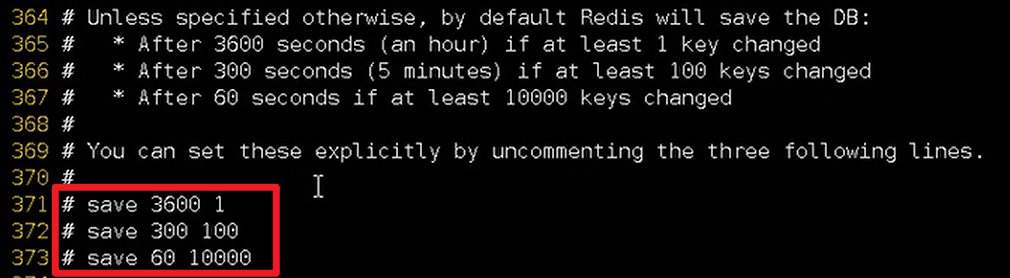 364 # Unless specified otherwise, by default Redis will save the DB:
365 #   * After 3600 seconds (an hour) if at least 1 key changed
366 #   * After 300 seconds (5 minutes) if at least 100 keys changed
367 #   * After 60 seconds if at least 10000 keys changed
368 #
369 # You can set these explicitly by uncommenting the three following lines.
370 #
371 # save 3600 1
372 # save 300 100
373 # save 60 10000